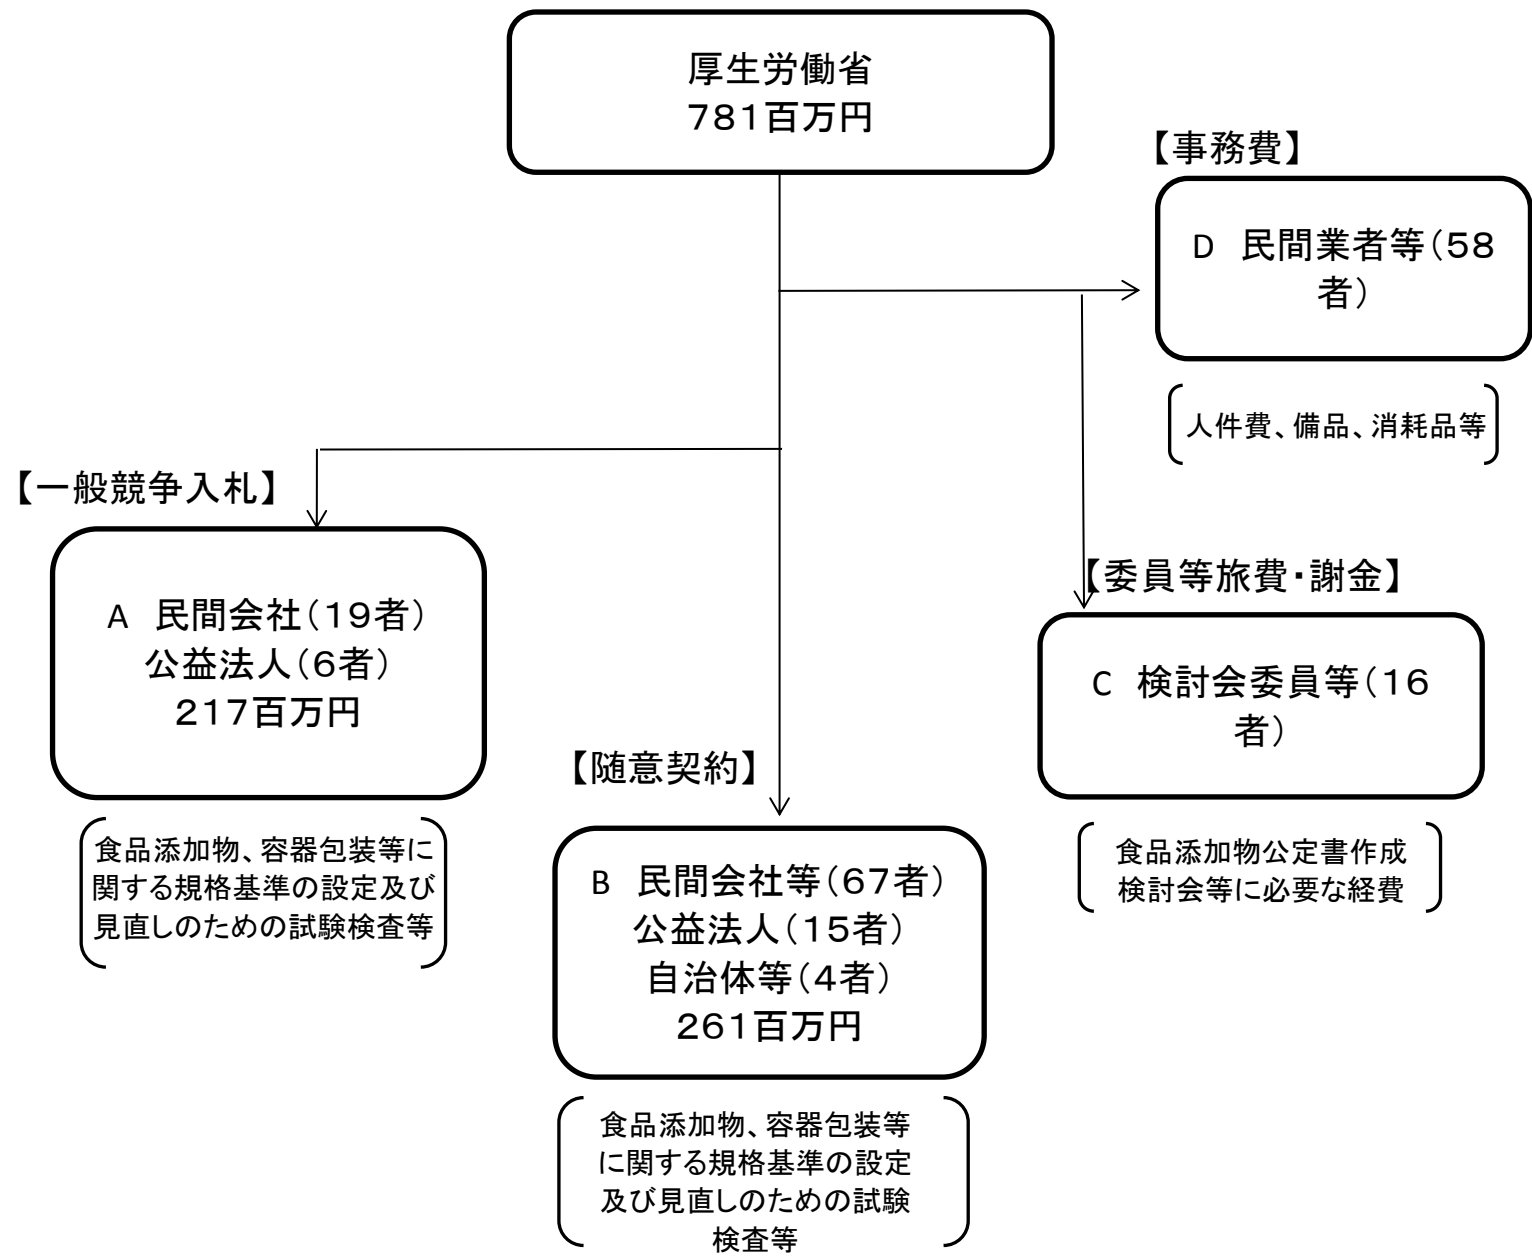 厚生労働省
781百万円
【事務費】
D　民間業者等(58
者)
人件費、備品、消耗品等
【一般競争入札】
A　民間会社(19者)
公益法人(6者)
217百万円
食品添加物、容器包装等に
関する規格基準の設定及び
見直しのための試験検査等
【随意契約】
B　民間会社等(67者)
公益法人(15者)
自治体等(4者)
261百万円
食品添加物、容器包装等
に関する規格基準の設定
及び見直しのための試験
検査等
【委員等旅費・謝金】
C　検討会委員等(16
者)
食品添加物公定書作成
検討会等に必要な経費